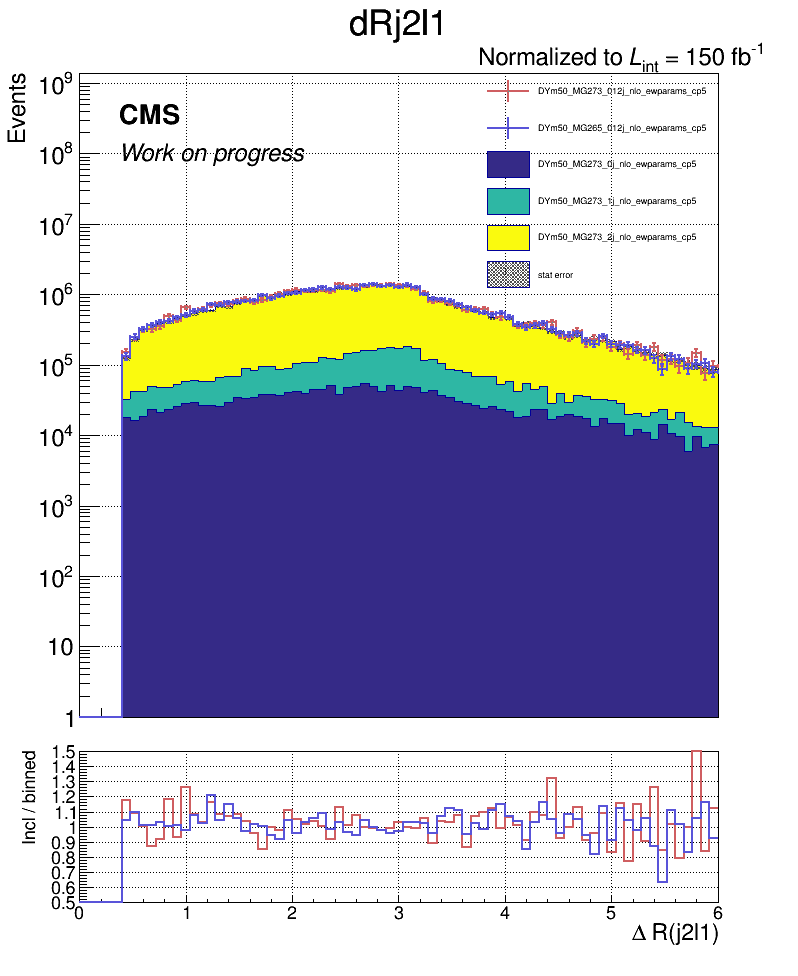 dRj2l1
Normalized to L_int = 150 fb^-1
Events
10^9
10^8
10^7
10^6
10^5
10^4
10^3
10^2
10
1
CMS
Work on progress
DYm50_MG273_012j_nlo_ewparams_cp5
DYm50_MG265_012j_nlo_ewparams_cp5
DYm50_MG273_0j_nlo_ewparams_cp5
DYm50_MG273_1j_nlo_ewparams_cp5
DYm50_MG273_2j_nlo_ewparams_cp5
stat error
Incl / binned
1.5
1.4
1.3
1.2
1.1
1
0.9
0.8
0.7
0.6
0.5
0 1 2 3 4 5 6
Δ R(j2l1)